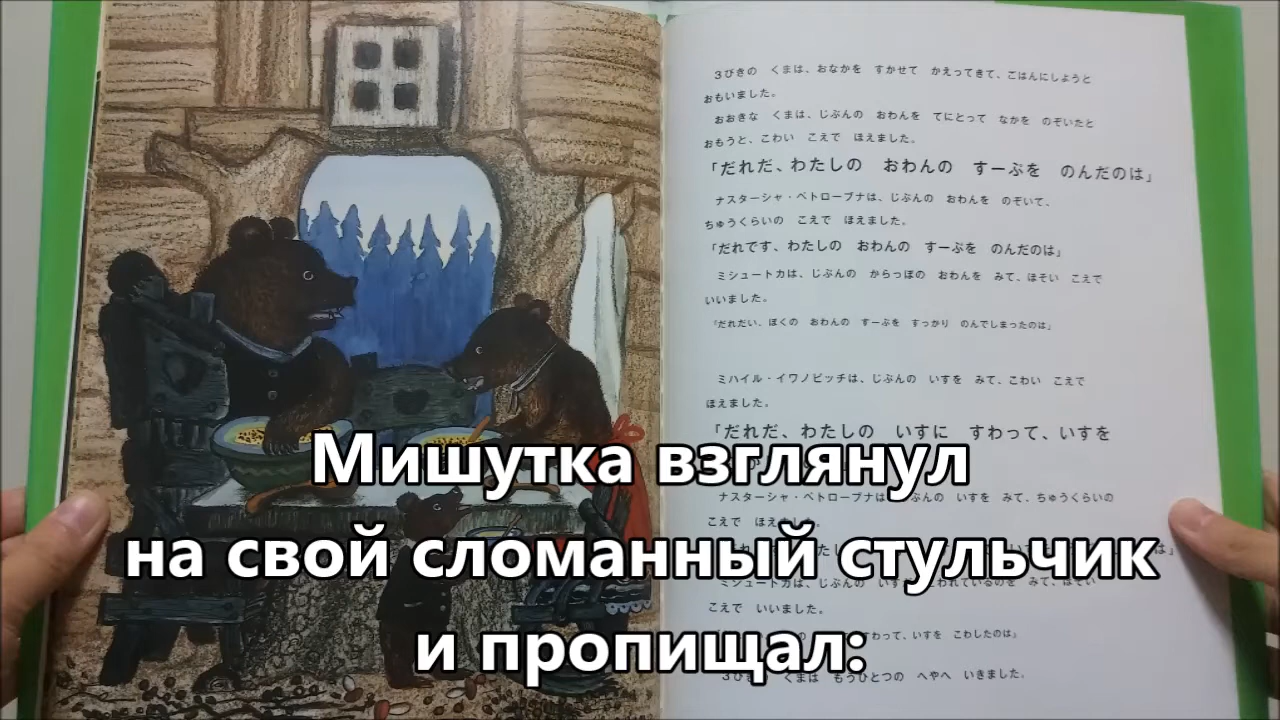 3びきの くまは、おなかを すかせて かえってきて、ごはんにしようと
おもいました。
おおきな くまは、じぶんの おわんを てにとって なかを のぞいたと
おもうと、こわい こえで ほえました。
「だれだ、わたしの おわんの すーぷを のんだのは」
ナスターシャ・ペトローブナは、じぶんの おわんを のぞいて、
ちゅうくらいの こえで ほえました。
「だれです、わたしの おわんの すーぷを のんだのは」
ミシュートカは、じぶんの からっぽの おわんを みて、ほそい こえで
いいました。
「だれだい、ぼくの おわんの すーぷを すっかり のんでしまったのは」
ミハイル・イワノビッチは、じぶんの いすを みて、こわい こえで
ほえました。
「だれだ、わたしの いすに すわって、いすを
ナスターシャ・ペトローブナは、じぶんの いすを みて、ちゅうくらいの
こえで ほえました。
ミシュートカは、じぶんの いすの こわれているのを みて、ほそい
こえで いいました。
すわって、いすを こわしたのは」
3びきの くまは もうひとつの へやへ いきました。
Мишутка взглянул
на свой сломанный стульчик
и пропищал: